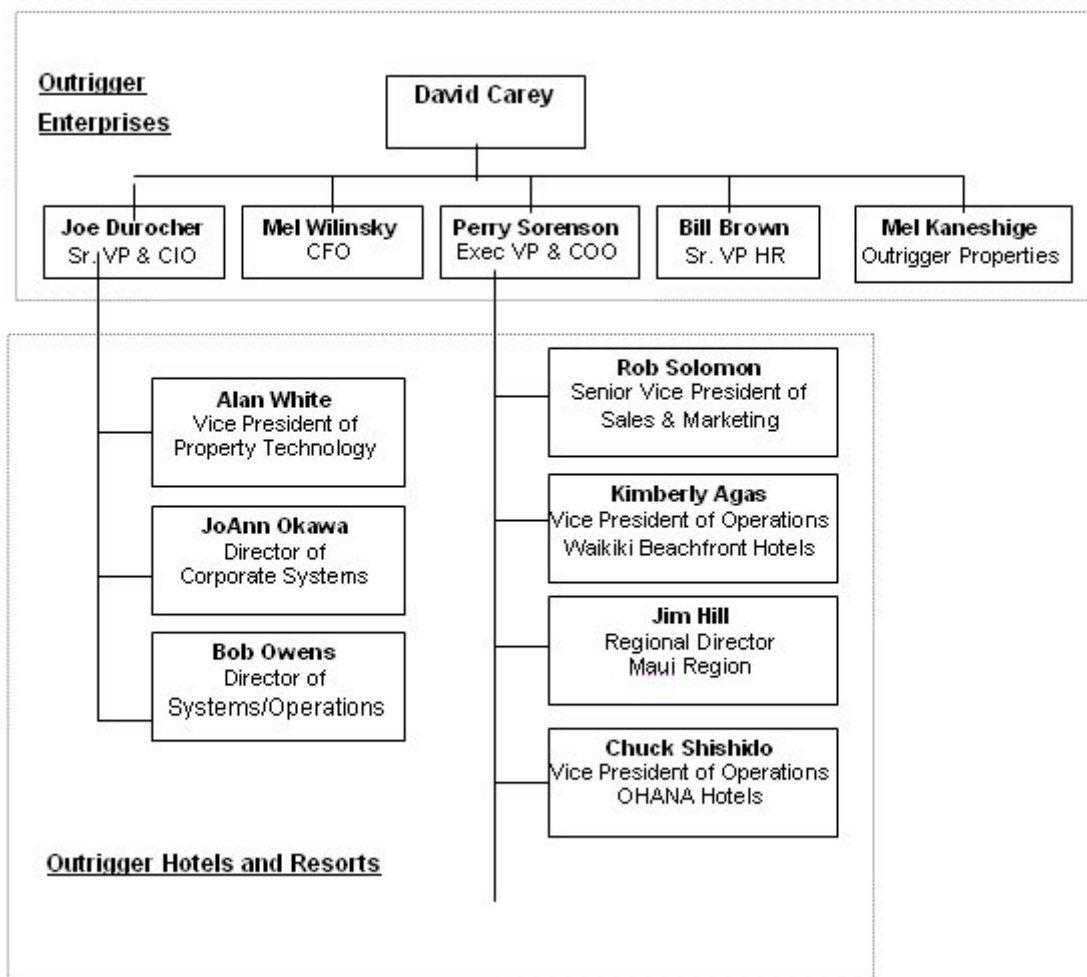 Outrigger
Enterprises
David Carey
Joe Durocher
Sr. VP & CIO
Mel Wilinsky
CFO
Perry Sorenson
Exec VP & COO
Bill Brown
Sr. VP HR
Mel Kaneshige
Outrigger Properties
Alan White
Vice President of
Property Technology
JoAnn Okawa
Director of
Corporate Systems
Bob Owens
Director of
Systems/Operations
Rob Solomon
Senior Vice President of
Sales & Marketing
Kimberly Agas
Vice President of Operations
Waikiki Beachfront Hotels
Jim Hill
Regional Director
Maui Region
Chuck Shishido
Vice President of Operations
OHANA Hotels
Outrigger Hotels and Resorts